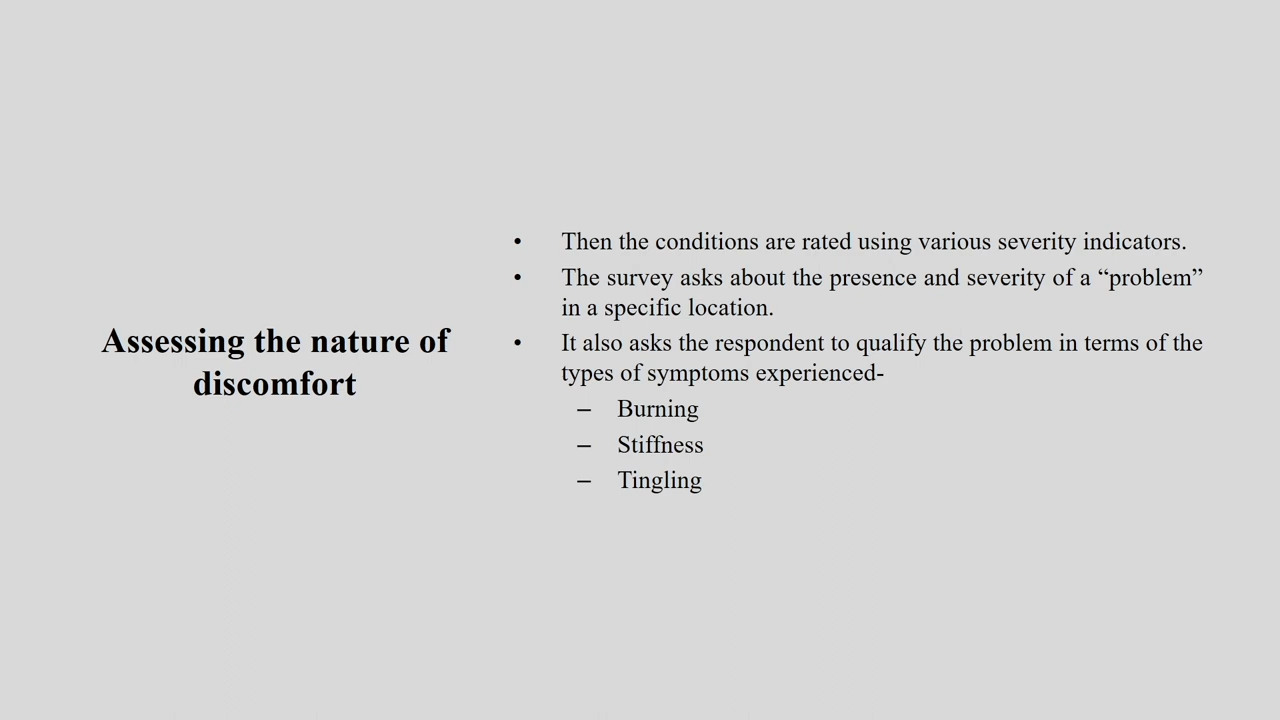 Assessing the nature of
discomfort
• Then the conditions are rated using various severity indicators.
• The survey asks about the presence and severity of a “problem”
in a specific location.
• It also asks the respondent to qualify the problem in terms of the
types of symptoms experienced-
– Burning
– Stiffness
– Tingling